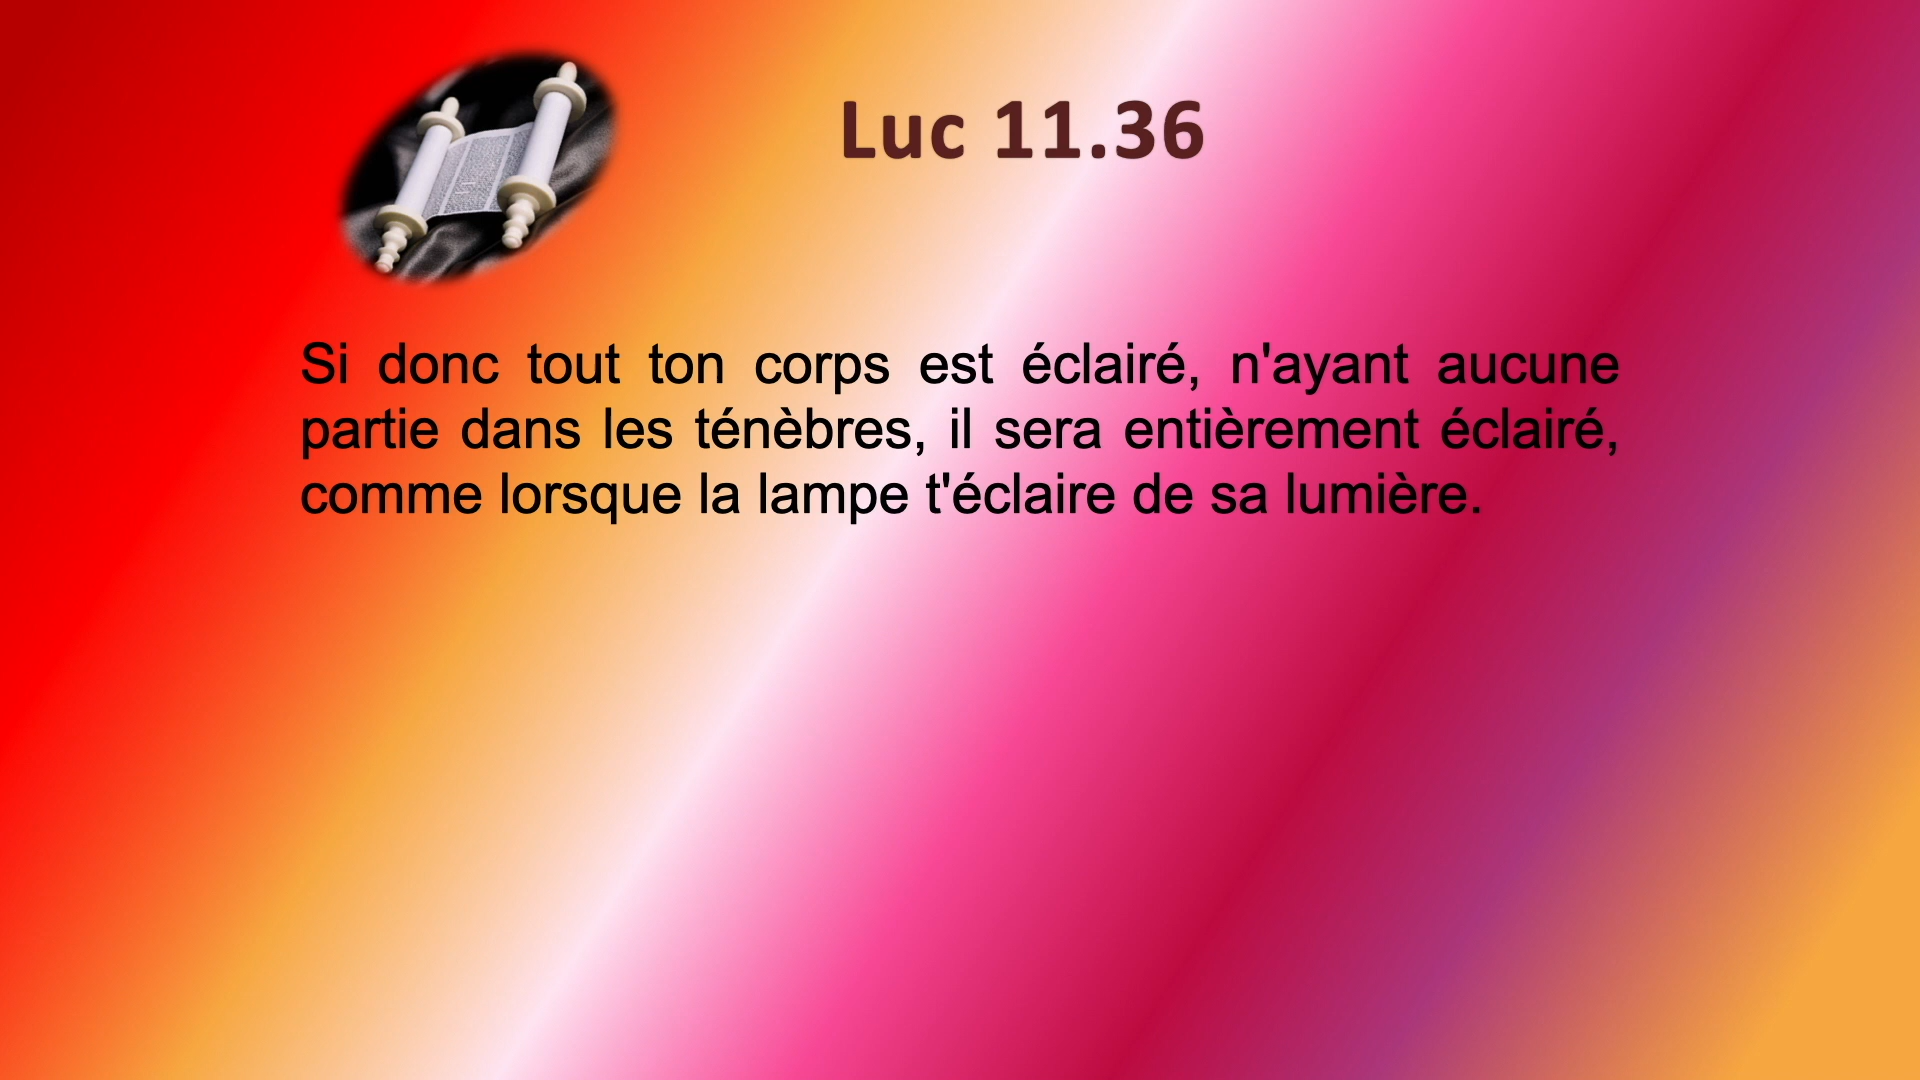 Luc 11.36
Si donc tout ton corps est éclairé, n'ayant aucune
partie dans les ténèbres, il sera entièrement éclairé,
comme lorsque la lampe t'éclaire de sa lumière.